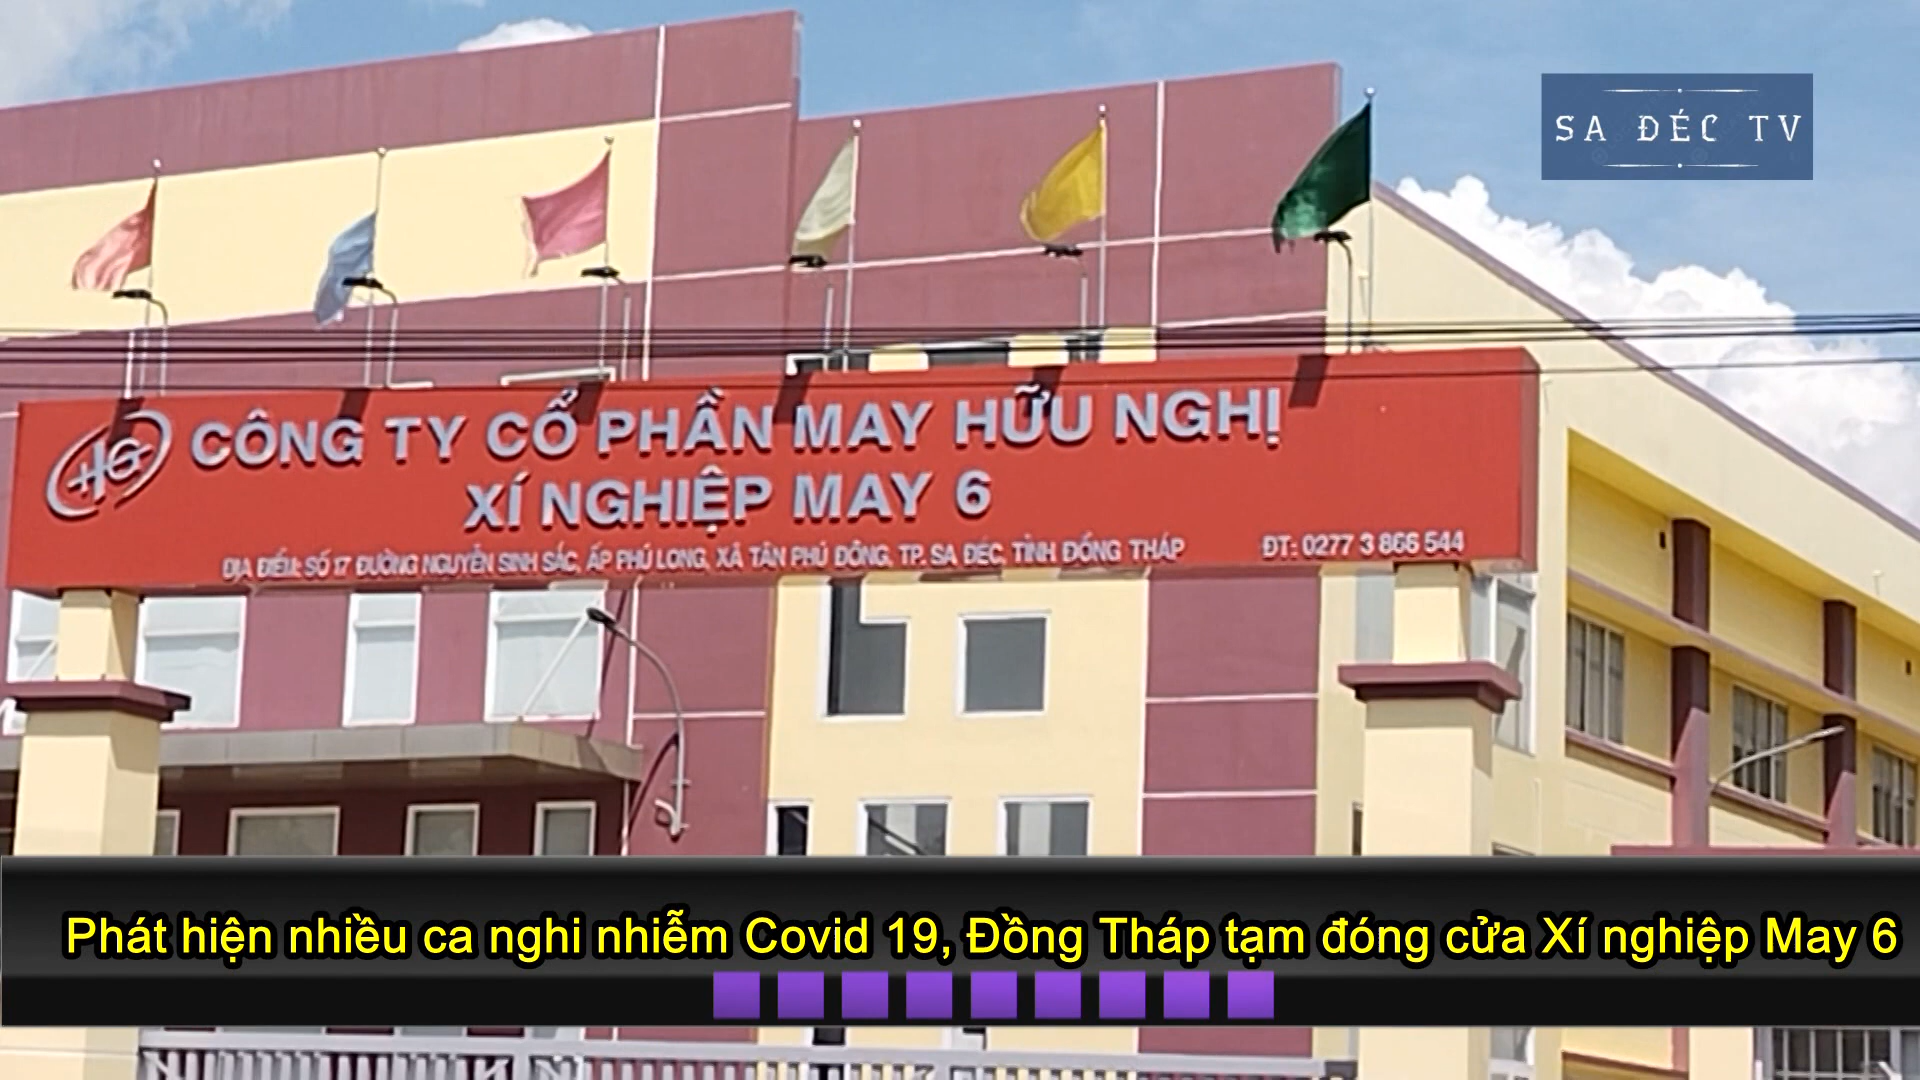 SA ĐÉC TV
HG
CÔNG TY CỔ PHẦN MAY HỮU NGHỊ
XÍ NGHIỆP MAY 6
ĐỊA ĐIỂM: SỐ 17 ĐƯỜNG NGUYỄN SINH SẮC, ẤP PHÚ LONG, XÃ TÂN PHÚ ĐÔNG, TP. SA ĐÉC, TỈNH ĐỒNG THÁP ĐT: 0277 3 866 544
Phát hiện nhiều ca nghi nhiễm Covid 19, Đồng Tháp tạm đóng cửa Xí nghiệp May 6